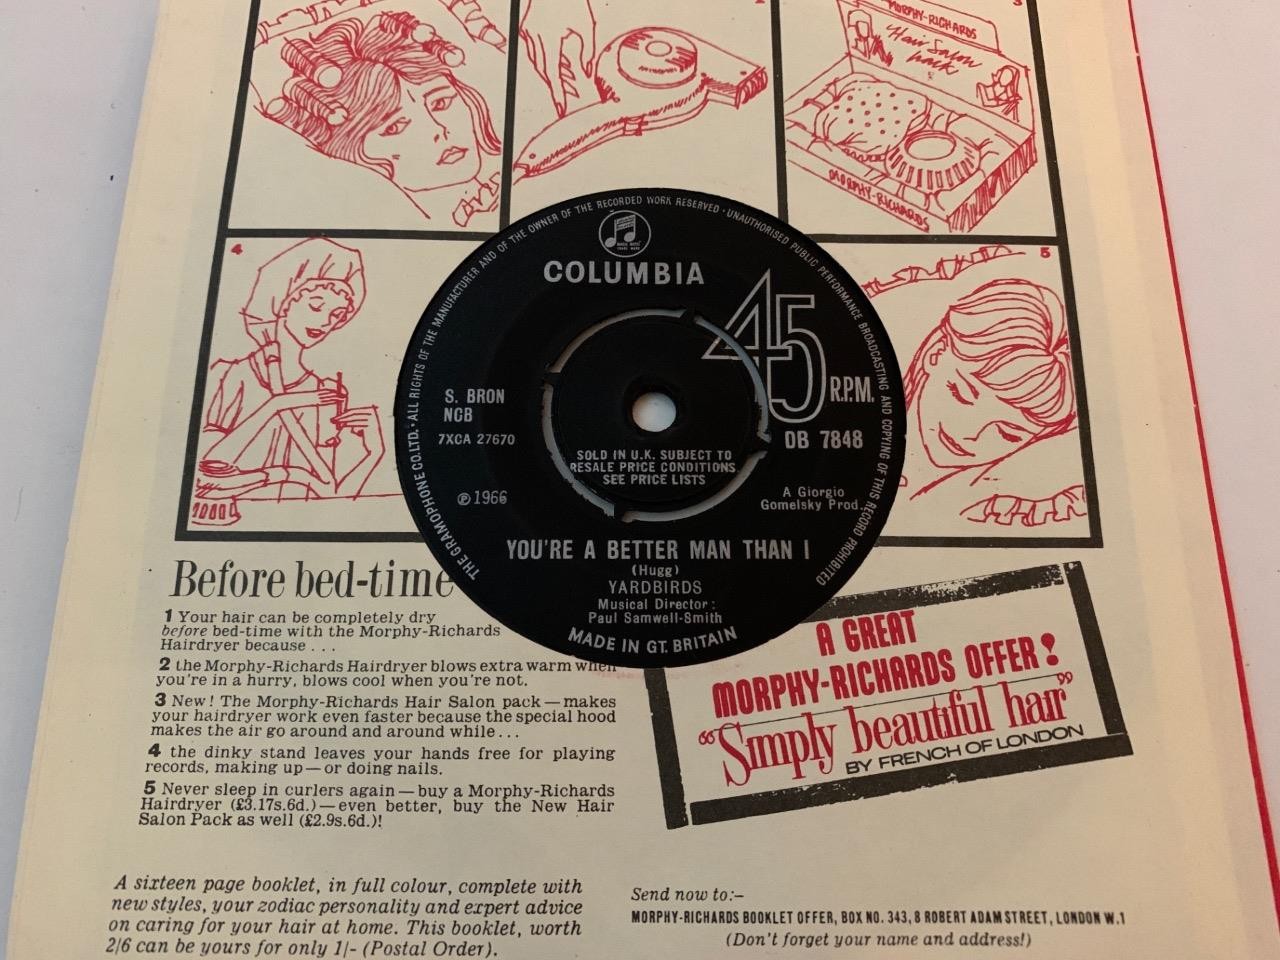 2
3
MORPHY-RICHARDS
Hair Salon
Pack
MORPHY-RICHARDS
4
5
THE GRAMOPHONE CO. LTD. • ALL RIGHTS OF THE MANUFACTURER AND OF THE OWNER OF THE RECORDED WORK RESERVED • UNAUTHORISED PUBLIC PERFORMANCE BROADCASTING AND COPYING OF THIS RECORD PROHIBITED
COLUMBIA
45
R.P.M.
S. BRON
NCB
7XCA 27670
DB 7848
SOLD IN U.K. SUBJECT TO
RESALE PRICE CONDITIONS.
SEE PRICE LISTS
℗ 1966
A Giorgio
Gomelsky Prod.
YOU'RE A BETTER MAN THAN I
(Hugg)
YARDBIRDS
Musical Director:
Paul Samwell-Smith
MADE IN GT. BRITAIN
Before bed-time
1 Your hair can be completely dry
before bed-time with the Morphy-Richards
Hairdryer because . . .
2 the Morphy-Richards Hairdryer blows extra warm when
you're in a hurry, blows cool when you're not.
3 New! The Morphy-Richards Hair Salon pack—makes
your hairdryer work even faster because the special hood
makes the air go around and around while . . .
4 the dinky stand leaves your hands free for playing
records, making up—or doing nails.
5 Never sleep in curlers again—buy a Morphy-Richards
Hairdryer (£3.17s.6d.)—even better, buy the New Hair
Salon Pack as well (£2.9s.6d.)!
A GREAT
MORPHY-RICHARDS OFFER!
"Simply beautiful hair"
BY FRENCH OF LONDON
A sixteen page booklet, in full colour, complete with
new styles, your zodiac personality and expert advice
on caring for your hair at home. This booklet, worth
2/6 can be yours for only 1/- (Postal Order).
Send now to:-
MORPHY-RICHARDS BOOKLET OFFER, BOX NO. 343, 8 ROBERT ADAM STREET, LONDON W.1
(Don't forget your name and address!)